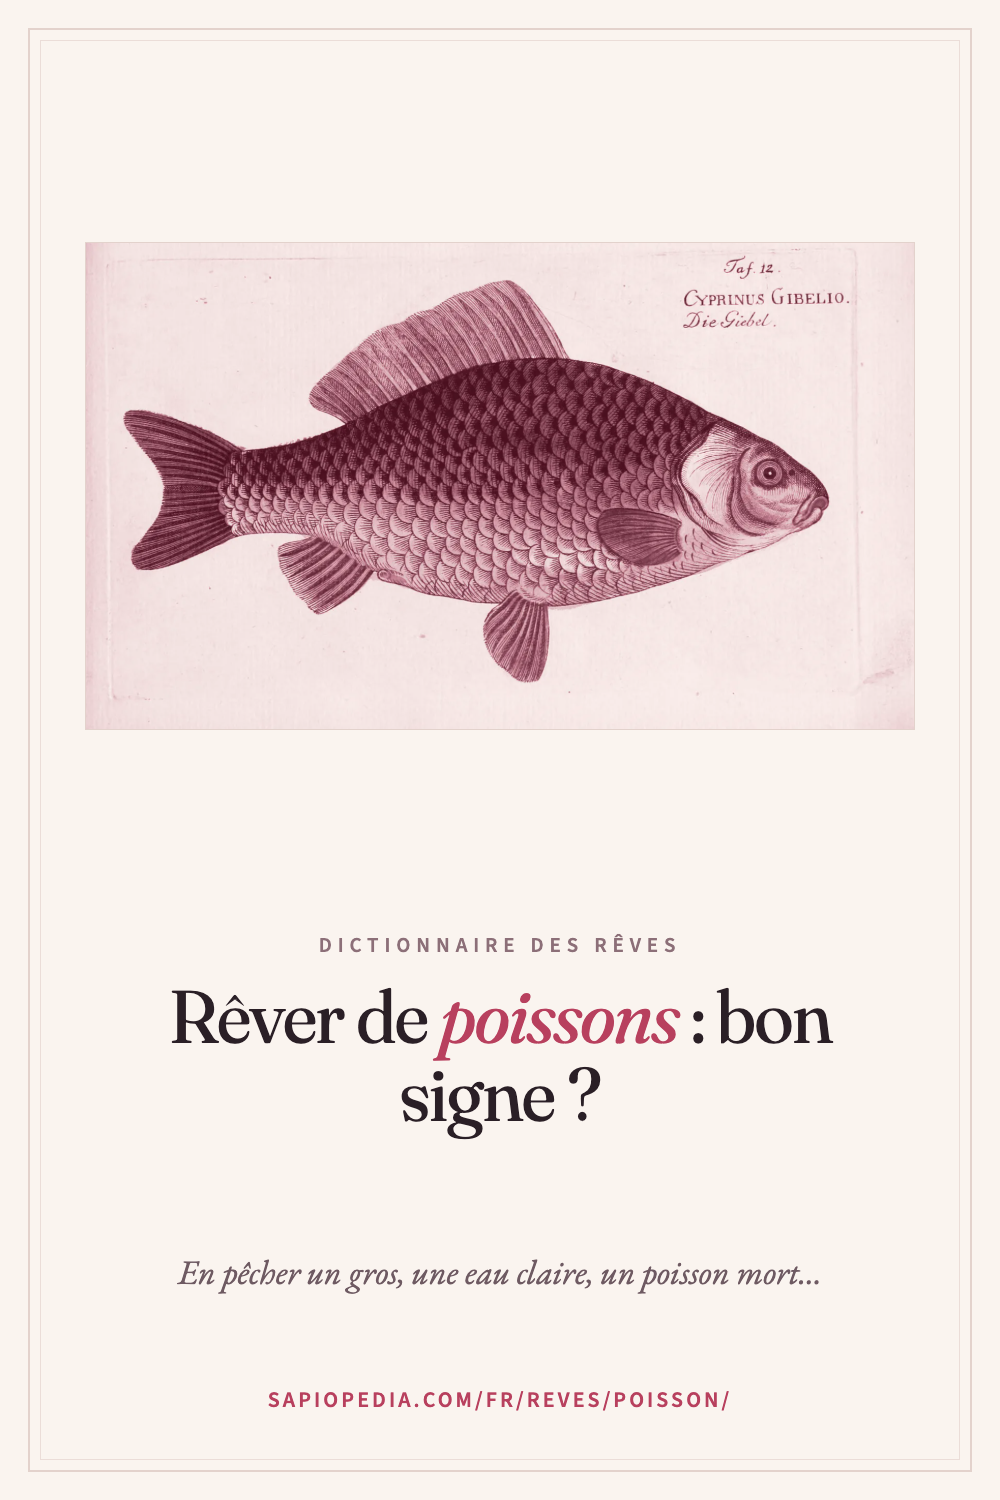 Taf. 12.
CYPRINUS GIBELIO.
Die Giebel.
DICTIONNAIRE DES RÊVES
Rêver de poissons : bon
signe ?
En pêcher un gros, une eau claire, un poisson mort…
SAPIOPEDIA.COM/FR/REVES/POISSON/